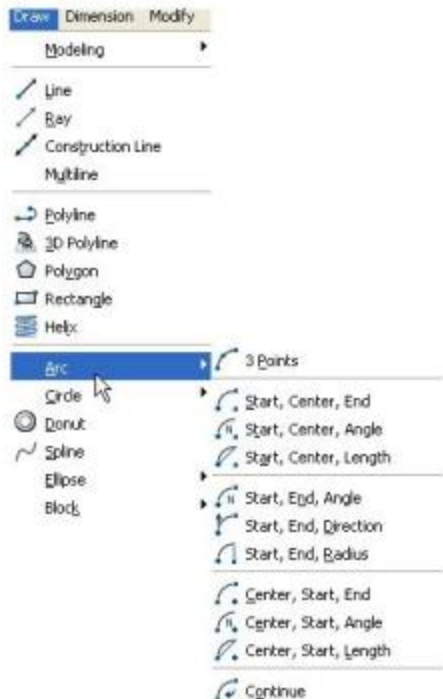 Draw Dimension Modify
Modeling
Line
Ray
Construction Line
Multiline
Polyline
3D Polyline
Polygon
Rectangle
Helix
Arc
Circle
Donut
Spline
Ellipse
Block
3 Points
Start, Center, End
Start, Center, Angle
Start, Center, Length
Start, End, Angle
Start, End, Direction
Start, End, Radius
Center, Start, End
Center, Start, Angle
Center, Start, Length
Continue